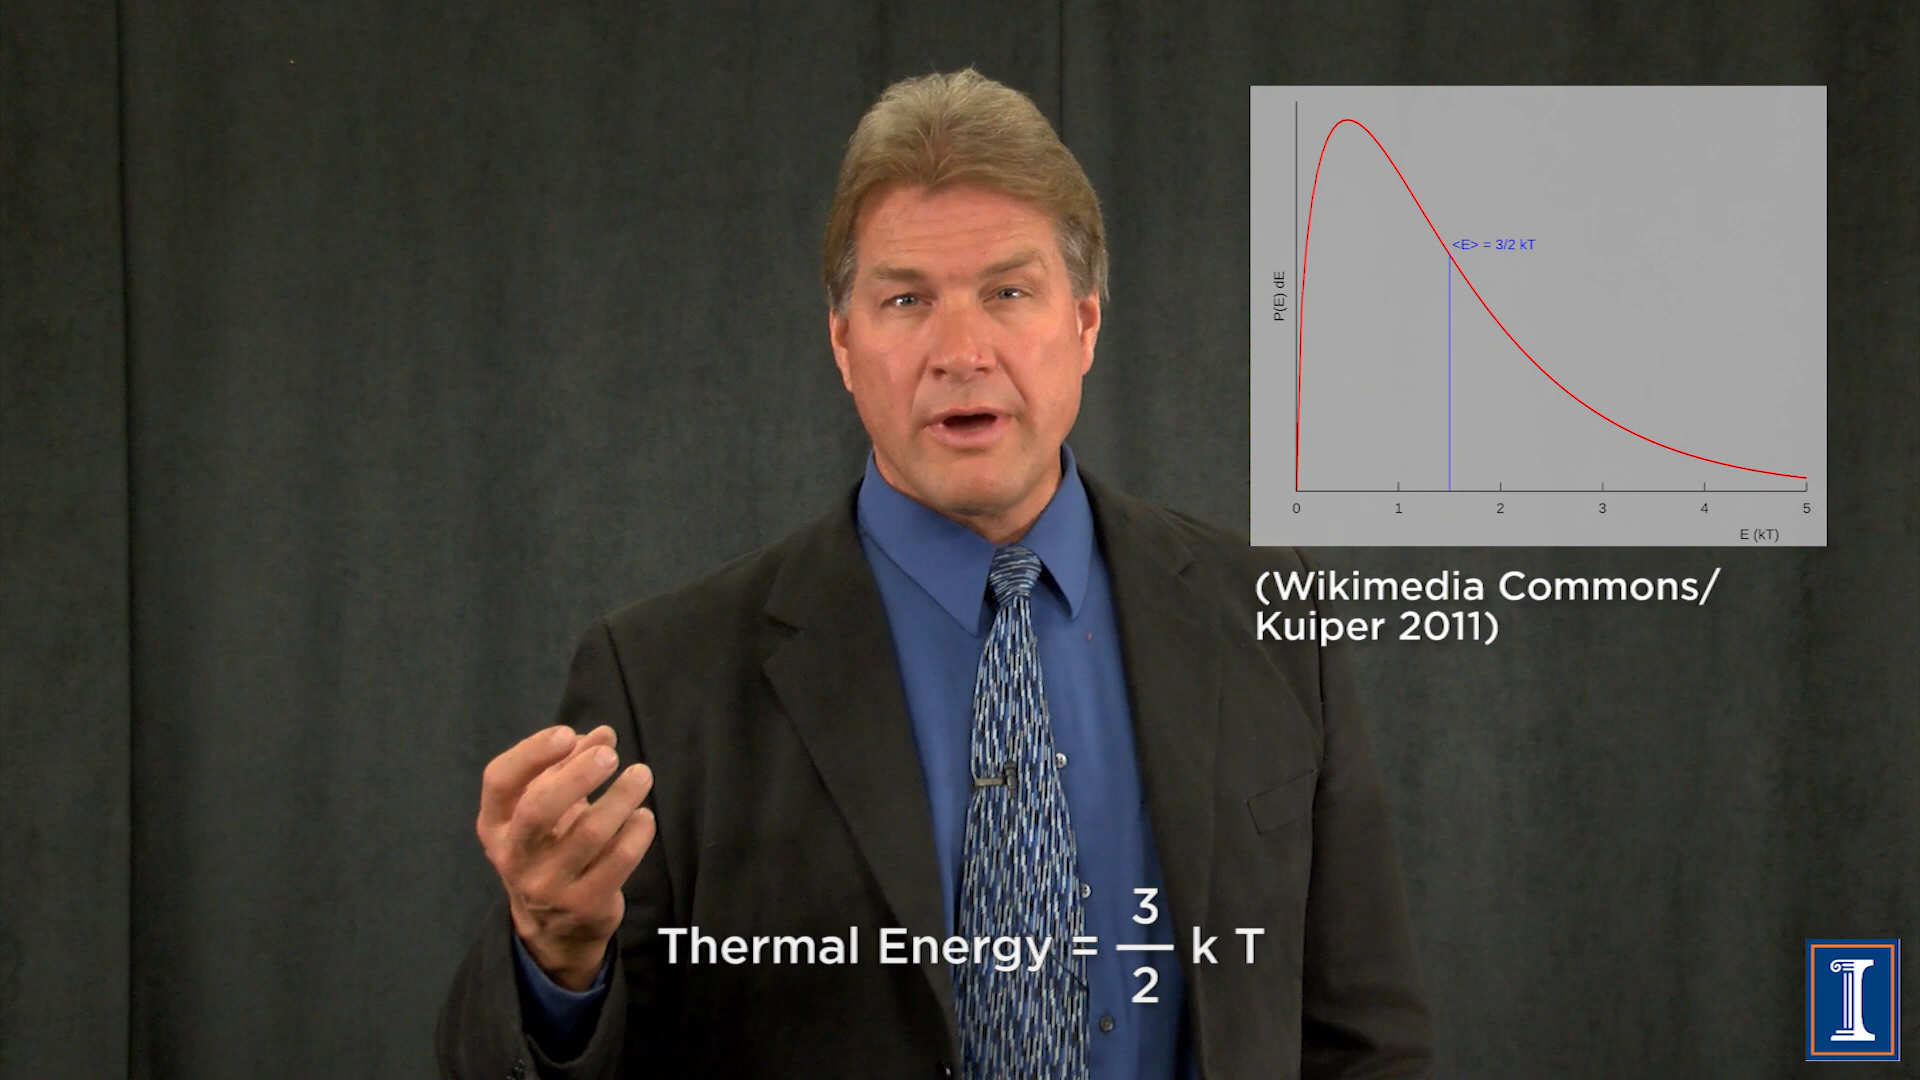 <E> = 3/2 kT
P(E) dE
0 1 2 3 4 5
E (kT)
(Wikimedia Commons/
Kuiper 2011)
Thermal Energy = 3/2 k T
I